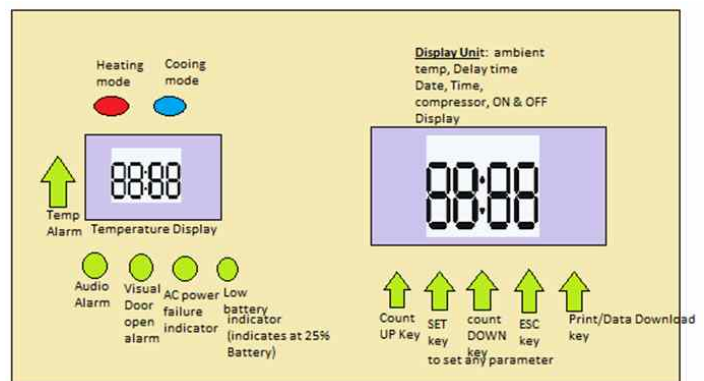 Heating
mode
Cooing
mode
Display Unit: ambient
temp, Delay time
Date, Time,
compressor, ON & OFF
Display
88:88
88:88
Temp
Alarm
Temperature Display
Audio
Alarm
Visual
Door
open
alarm
AC power
failure
indicator
Low
battery
indicator
(indicates at 25%
Battery)
Count
UP Key
SET
key
count
DOWN
key
ESC
key
Print/Data Download
key
to set any parameter